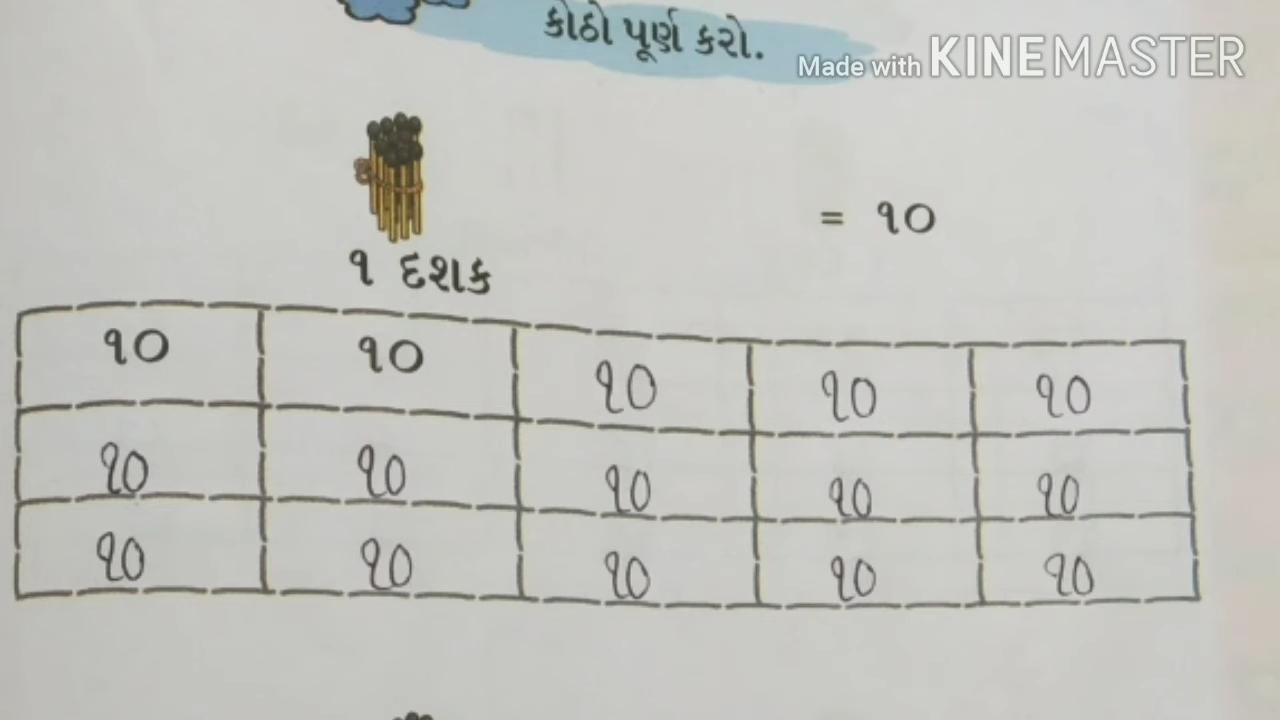 કોઠો પૂર્ણ કરો.
Made with KINEMASTER
= ૧૦
૧ દશક
૧૦ ૧૦ ૧૦ ૧૦ ૧૦
૧૦ ૧૦ ૧૦ ૧૦ ૧૦
૧૦ ૧૦ ૧૦ ૧૦ ૧૦